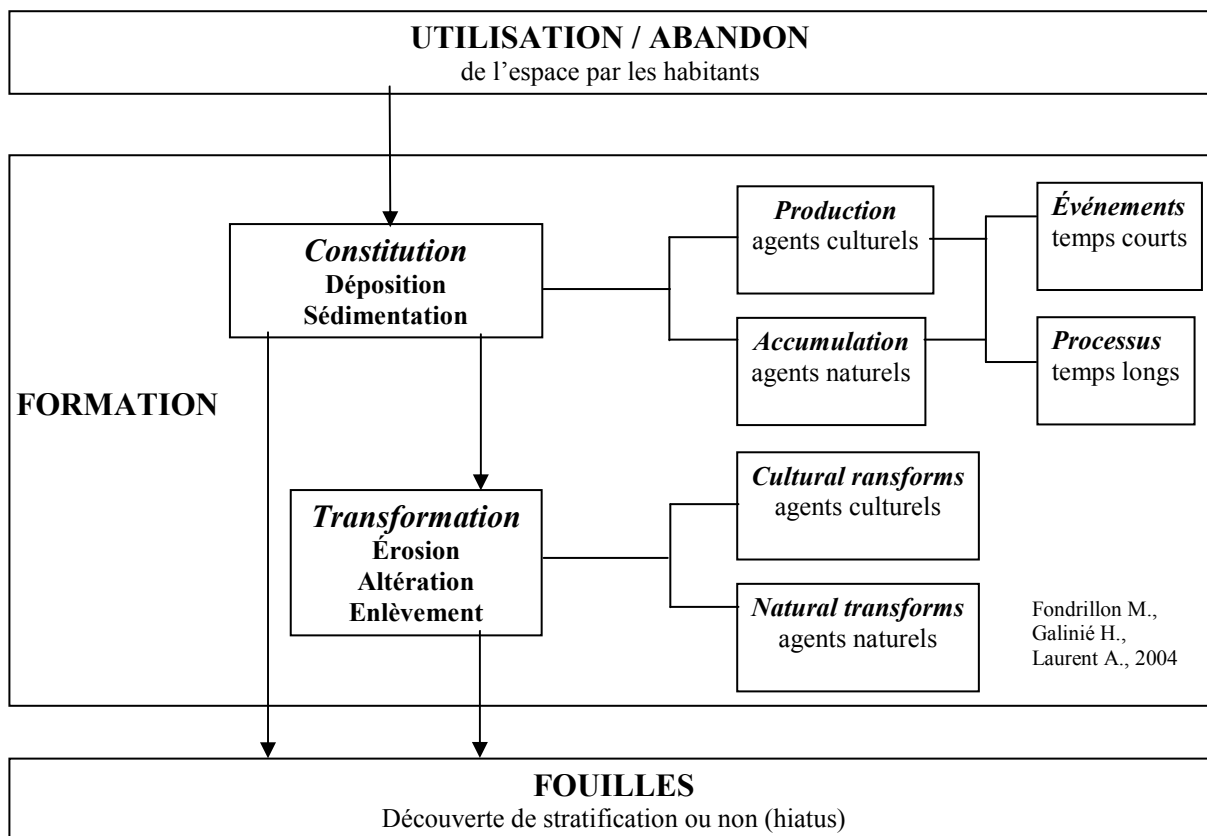 UTILISATION / ABANDON
de l’espace par les habitants
FORMATION
Constitution
Déposition
Sédimentation
Production
agents culturels
Accumulation
agents naturels
Événements
temps courts
Processus
temps longs
Transformation
Érosion
Altération
Enlèvement
Cultural ransforms
agents culturels
Natural transforms
agents naturels
Fondrillon M.,
Galinié H.,
Laurent A., 2004
FOUILLES
Découverte de stratification ou non (hiatus)